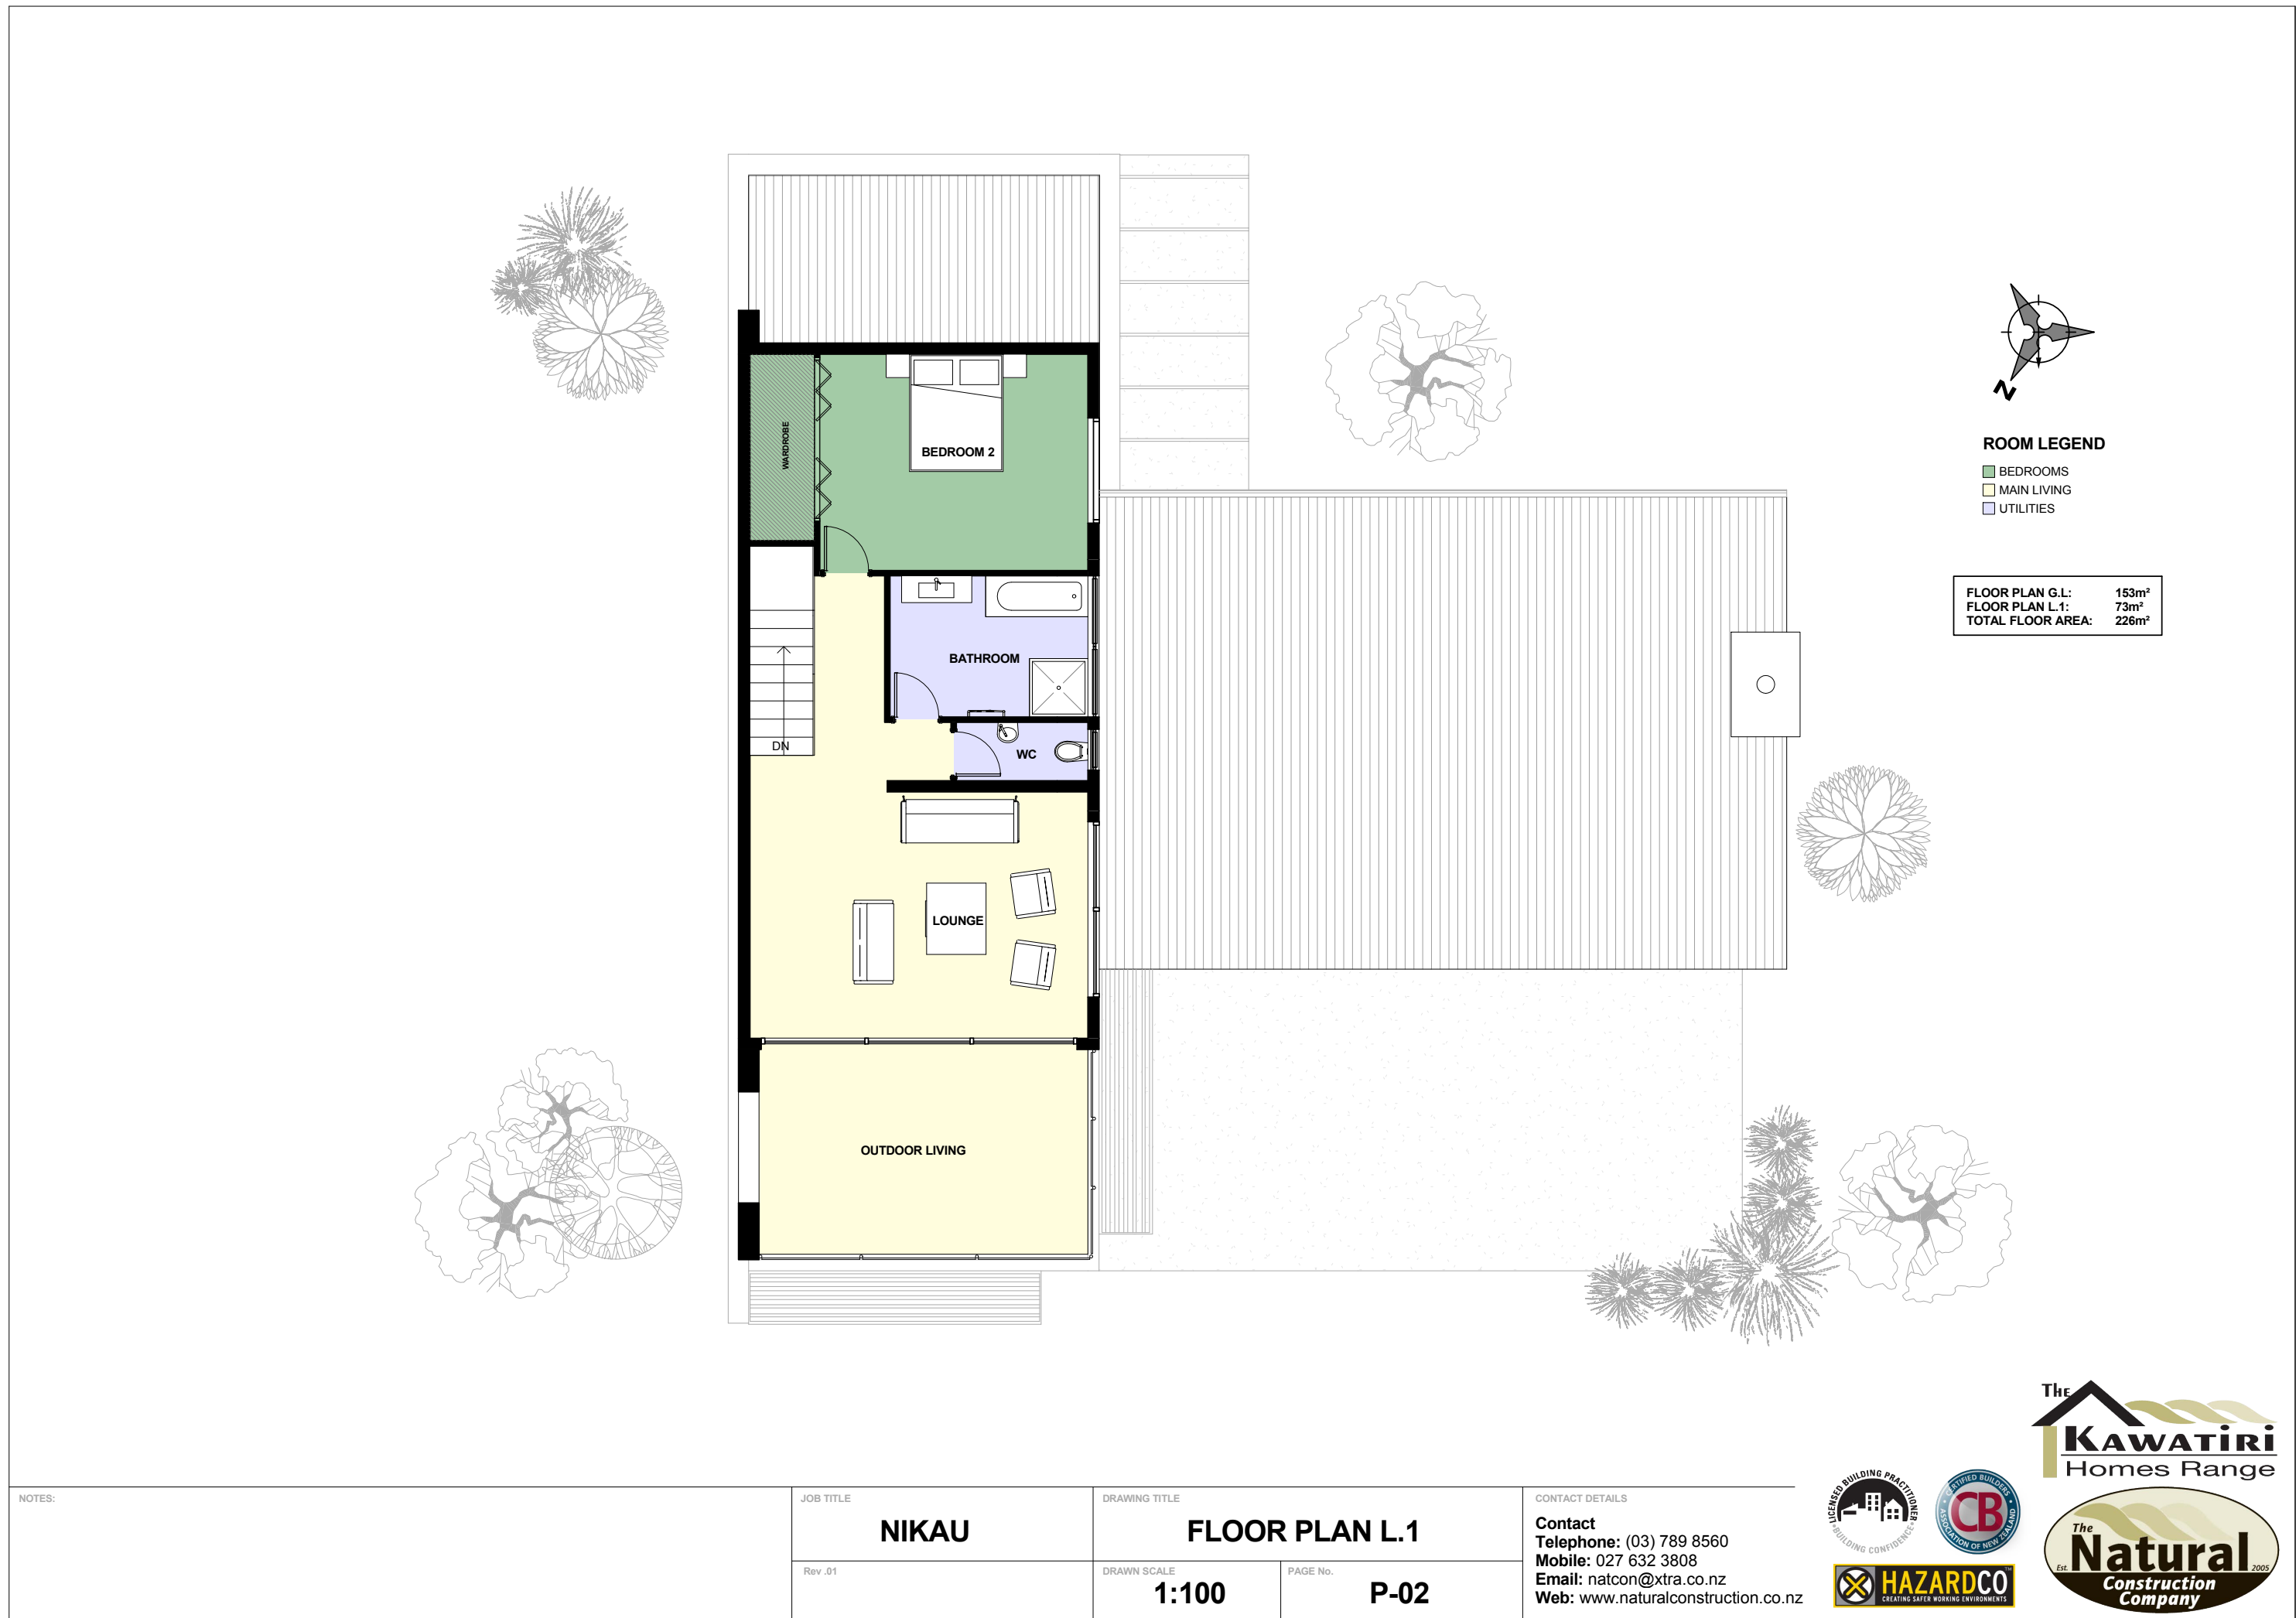 WARDROBE
BEDROOM 2
BATHROOM
WC
DN
LOUNGE
OUTDOOR LIVING
N
ROOM LEGEND
BEDROOMS
MAIN LIVING
UTILITIES
FLOOR PLAN G.L: 153m²
FLOOR PLAN L.1: 73m²
TOTAL FLOOR AREA: 226m²
NOTES:
JOB TITLE
NIKAU
Rev .01
DRAWING TITLE
FLOOR PLAN L.1
DRAWN SCALE
1:100
PAGE No.
P-02
CONTACT DETAILS
Contact
Telephone: (03) 789 8560
Mobile: 027 632 3808
Email: natcon@xtra.co.nz
Web: www.naturalconstruction.co.nz
LICENSED BUILDING PRACTITIONER
BUILDING CONFIDENCE
CERTIFIED BUILDERS
CB
ASSOCIATION OF NEW ZEALAND
HAZARDCO™
CREATING SAFER WORKING ENVIRONMENTS
The
KAWATIRI
Homes Range
The
Natural
Est. 2005
Construction
Company